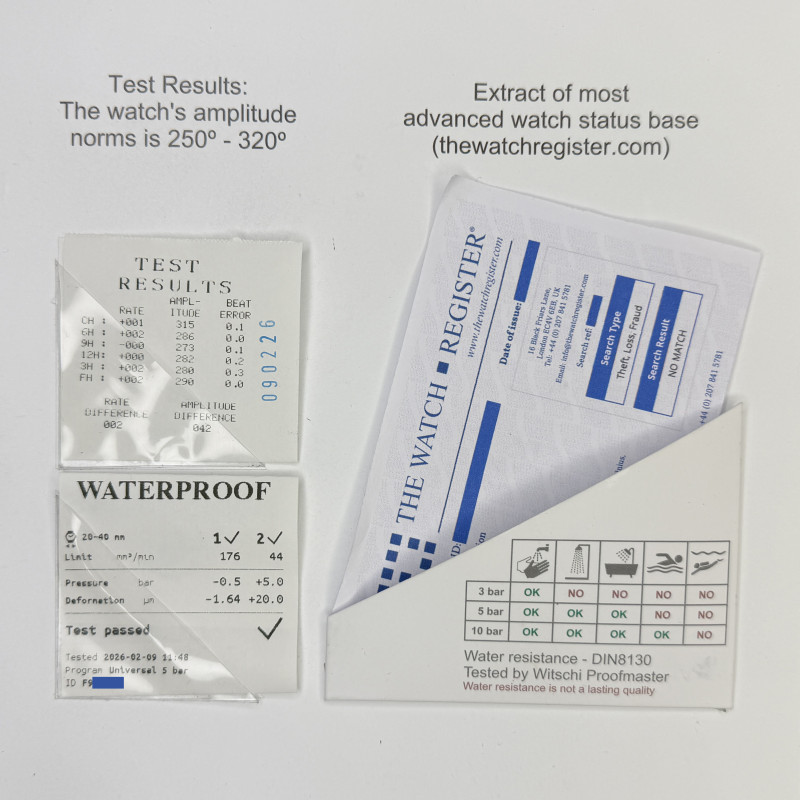 Test Results:
The watch's amplitude
norms is 250º - 320º
Extract of most
advanced watch status base
(thewatchregister.com)
TEST
RESULTS
RATE AMPL-ITUDE BEAT ERROR
CH : +001 315 0.1
6H : +002 286 0.0
9H : -060 273 0.1
12H: +000 282 0.2
3H : +002 280 0.3
FH : +002 290 0.0
RATE DIFFERENCE
002
AMPLITUDE DIFFERENCE
042
090226
WATERPROOF
20-40 mm 1✓ 2✓
Limit mm³/min 176 44
Pressure bar -0.5 +5.0
Deformation µm -1.64 +20.0
Test passed ✓
Tested 2026-02-09 11:48
Program Universal 5 bar
ID F9
THE WATCH REGISTER®
www.thewatchregister.com
Date of issue:
16 Black Friars Lane,
London EC4V 6EB, UK
Tel: +44 (0) 207 841 5781
Email: info@thewatchregister.com
Search ref:
Search Type
Theft, Loss, Fraud
Search Result
NO MATCH
+44 (0) 207 841 5781
ID:
3 bar OK NO NO NO NO
5 bar OK OK OK NO NO
10 bar OK OK OK OK NO
Water resistance - DIN8130
Tested by Witschi Proofmaster
Water resistance is not a lasting quality